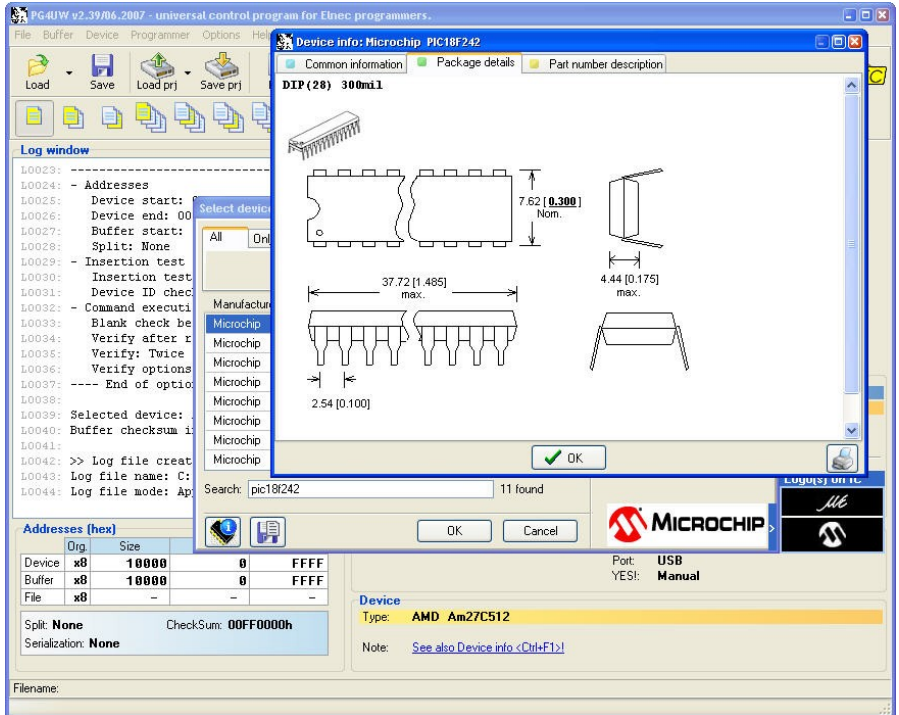 PG4UW v2.39/06.2007 - universal control program for Elnec programmers.
File Buffer Device Programmer Options Help
Load Save Load prj Save prj
Device info: Microchip PIC18F242
Common information Package details Part number description
DIP(28) 300mil
7.62 [ 0.300 ]
Nom.
37.72 [1.485]
max.
4.44 [0.175]
max.
2.54 [0.100]
OK
Log window
L0023: ----------------------------
L0024: - Addresses
L0025: Device start:
L0026: Device end: 00
L0027: Buffer start:
L0028: Split: None
L0029: - Insertion test
L0030: Insertion test
L0031: Device ID chec
L0032: - Command executi
L0033: Blank check be
L0034: Verify after r
L0035: Verify: Twice
L0036: Verify options
L0037: ---- End of optio
L0038:
L0039: Selected device:
L0040: Buffer checksum i
L0041:
L0042: >> Log file creat
L0043: Log file name: C:
L0044: Log file mode: Ap
Select device
All Onl
Manufacture
Microchip
Microchip
Microchip
Microchip
Microchip
Microchip
Microchip
Microchip
Search: pic18f242 11 found
OK Cancel
MICROCHIP
Logo(s) on IC
Addresses (hex)
Org. Size
Device x8 10000 0 FFFF
Buffer x8 10000 0 FFFF
File x8 - - -
Split: None CheckSum: 00FF0000h
Serialization: None
Port: USB
YES!: Manual
Device
Type: AMD Am27C512
Note: See also Device info <Ctrl+F1>!
Filename: